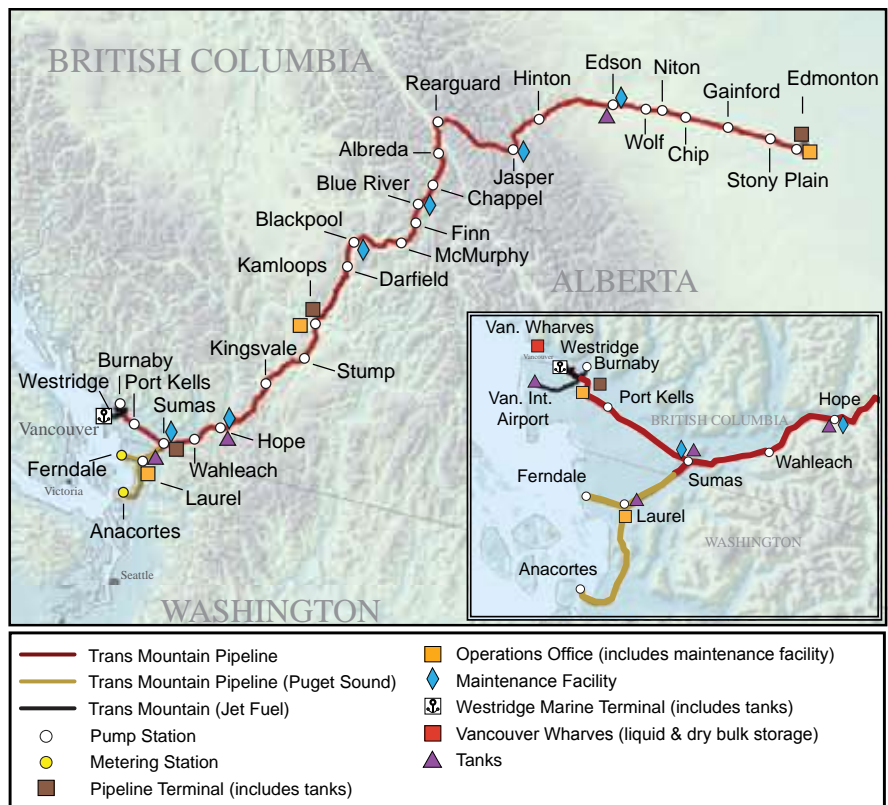 BRITISH COLUMBIA
Rearguard
Hinton
Edson
Niton
Gainford
Edmonton
Albreda
Wolf
Chip
Jasper
Stony Plain
Blue River
Chappel
Blackpool
Finn
McMurphy
Kamloops
Darfield
ALBERTA
Kingsvale
Stump
Burnaby
Westridge
Port Kells
Sumas
Vancouver
Hope
Ferndale
Wahleach
Victoria
Laurel
Anacortes
Seattle
WASHINGTON
Van. Wharves
Westridge
Vancouver
Burnaby
Van. Int.
Airport
Port Kells
BRITISH COLUMBIA
Hope
Wahleach
Ferndale
Sumas
Laurel
WASHINGTON
Anacortes
Trans Mountain Pipeline
Trans Mountain Pipeline (Puget Sound)
Trans Mountain (Jet Fuel)
Pump Station
Metering Station
Pipeline Terminal (includes tanks)
Operations Office (includes maintenance facility)
Maintenance Facility
Westridge Marine Terminal (includes tanks)
Vancouver Wharves (liquid & dry bulk storage)
Tanks